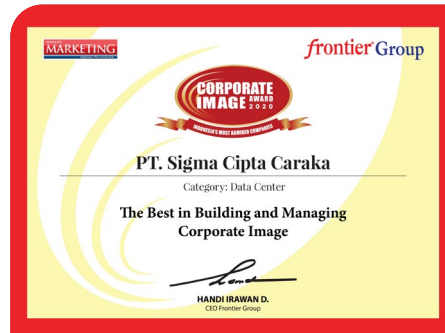 MARKETING
frontier Group
CORPORATE
IMAGE AWARD
2020
INDONESIA'S MOST ADMIRED COMPANIES
PT. Sigma Cipta Caraka
Category: Data Center
The Best in Building and Managing
Corporate Image
HANDI IRAWAN D.
CEO Frontier Group